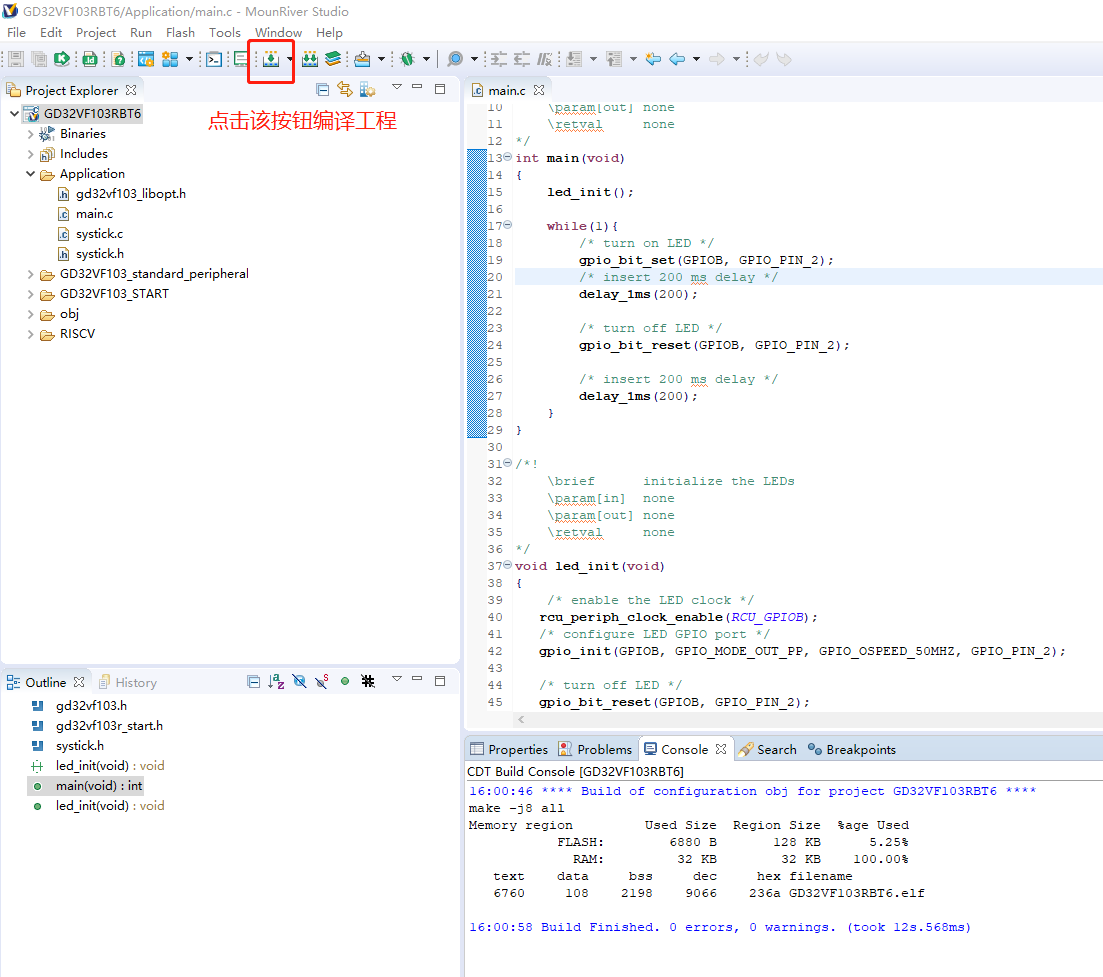 GD32VF103RBT6/Application/main.c - MounRiver Studio
File Edit Project Run Flash Tools Window Help
Project Explorer
点击该按钮编译工程
GD32VF103RBT6
Binaries
Includes
Application
gd32vf103_libopt.h
main.c
systick.c
systick.h
GD32VF103_standard_peripheral
GD32VF103_START
obj
RISCV
Outline History
gd32vf103.h
gd32vf103r_start.h
systick.h
led_init(void) : void
main(void) : int
led_init(void) : void
main.c
10 \param[out] none
11 \retval none
12 */
13 int main(void)
14 {
15 led_init();
16
17 while(1){
18 /* turn on LED */
19 gpio_bit_set(GPIOB, GPIO_PIN_2);
20 /* insert 200 ms delay */
21 delay_1ms(200);
22
23 /* turn off LED */
24 gpio_bit_reset(GPIOB, GPIO_PIN_2);
25
26 /* insert 200 ms delay */
27 delay_1ms(200);
28 }
29 }
30
31 /*!
32 \brief initialize the LEDs
33 \param[in] none
34 \param[out] none
35 \retval none
36 */
37 void led_init(void)
38 {
39 /* enable the LED clock */
40 rcu_periph_clock_enable(RCU_GPIOB);
41 /* configure LED GPIO port */
42 gpio_init(GPIOB, GPIO_MODE_OUT_PP, GPIO_OSPEED_50MHZ, GPIO_PIN_2);
43
44 /* turn off LED */
45 gpio_bit_reset(GPIOB, GPIO_PIN_2);
Properties Problems Console Search Breakpoints
CDT Build Console [GD32VF103RBT6]
16:00:46 **** Build of configuration obj for project GD32VF103RBT6 ****
make -j8 all
Memory region Used Size Region Size %age Used
FLASH: 6880 B 128 KB 5.25%
RAM: 32 KB 32 KB 100.00%
text data bss dec hex filename
6760 108 2198 9066 236a GD32VF103RBT6.elf
16:00:58 Build Finished. 0 errors, 0 warnings. (took 12s.568ms)